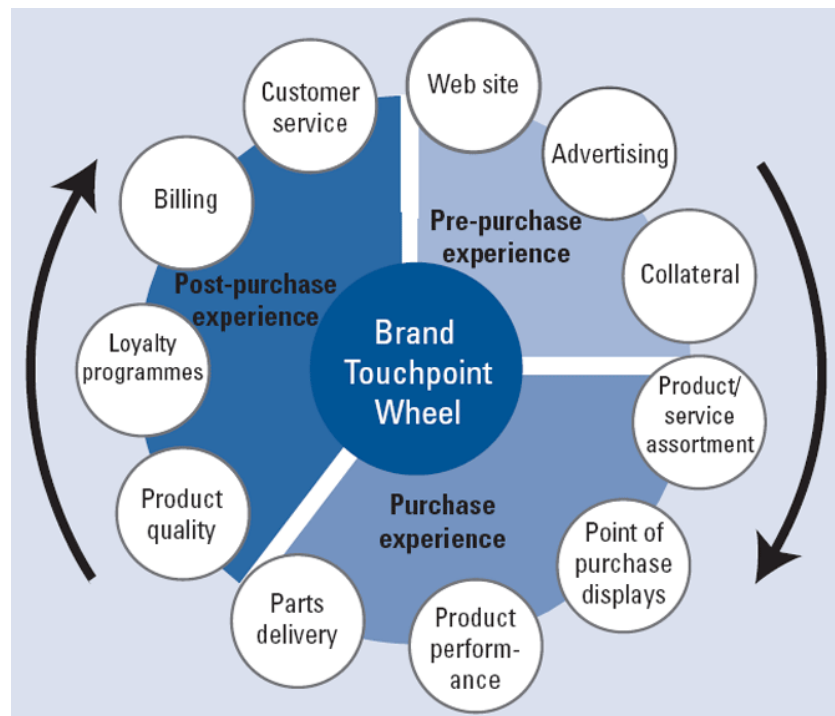 Web site
Advertising
Collateral
Pre-purchase
experience
Product/
service
assortment
Point of
purchase
displays
Product
perform-
ance
Parts
delivery
Purchase
experience
Product
quality
Loyalty
programmes
Billing
Customer
service
Post-purchase
experience
Brand
Touchpoint
Wheel